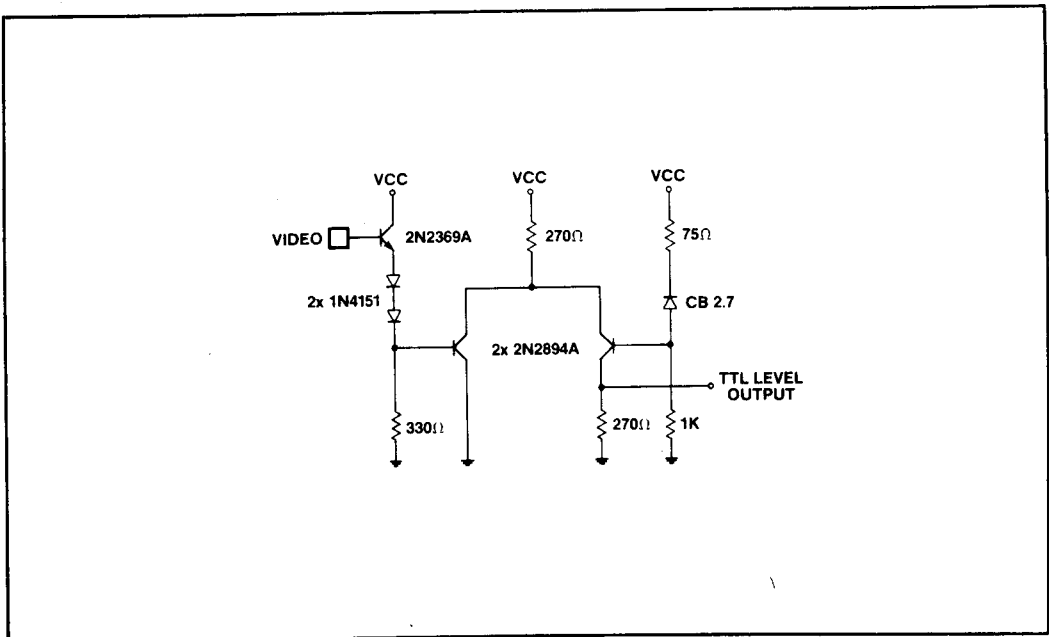 VCC VCC VCC
VIDEO 2N2369A 270Ω 75Ω
2x 1N4151 CB 2.7
2x 2N2894A
TTL LEVEL
OUTPUT
330Ω 270Ω 1K